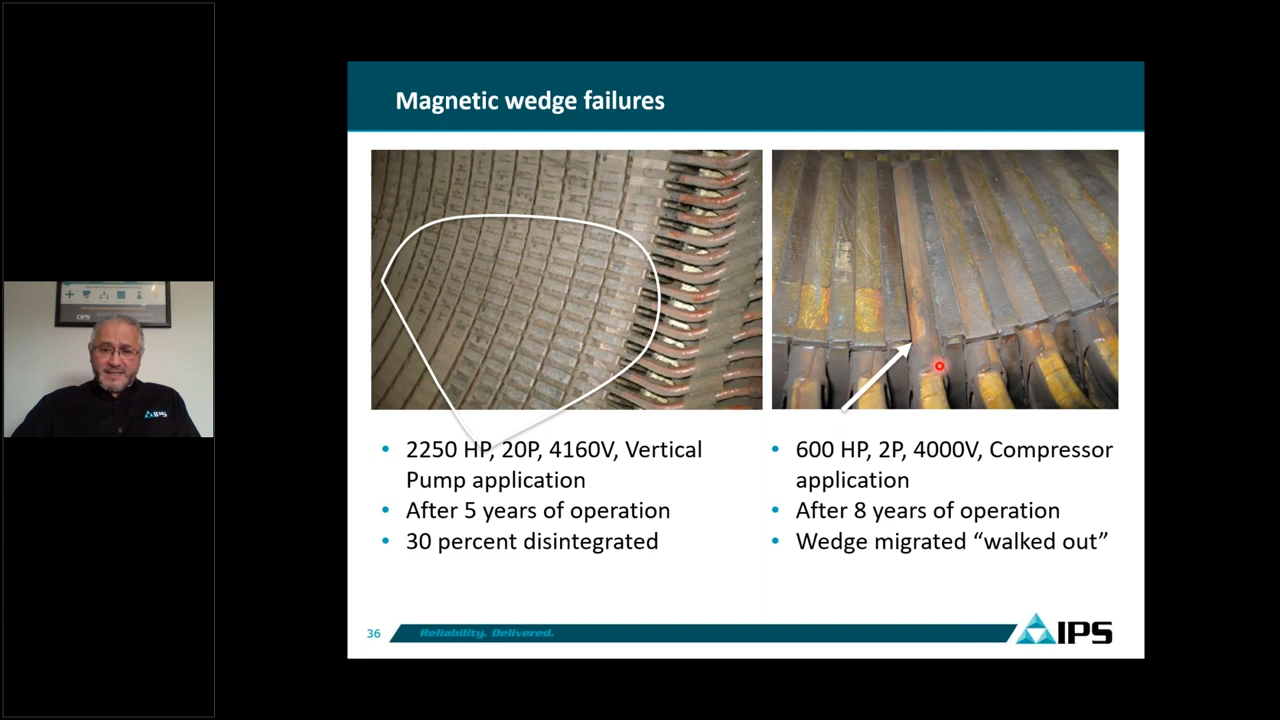 Magnetic wedge failures
• 2250 HP, 20P, 4160V, Vertical
Pump application
• After 5 years of operation
• 30 percent disintegrated
• 600 HP, 2P, 4000V, Compressor
application
• After 8 years of operation
• Wedge migrated “walked out”
36
Reliability. Delivered.
IPS
IPS